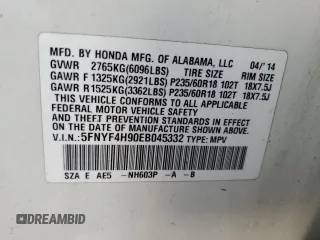 MFD. BY HONDA MFG. OF ALABAMA, LLC 04/'14
GVWR 2765KG(6096LBS) TIRE SIZE RIM SIZE
GAWR F 1325KG(2921LBS) P235/60R18 102T 18X7.5J
GAWR R 1525KG(3362LBS) P235/60R18 102T 18X7.5J
THIS VEHICLE CONFORMS TO ALL APPLICABLE FEDERAL
MOTOR VEHICLE SAFETY AND THEFT PREVENTION
STANDARDS IN EFFECT ON THE DATE OF
MANUFACTURE SHOWN ABOVE.
V.I.N.: 5FNYF4H90EB045332 TYPE: MPV
SZA E AE5 -NH603P -A -B
DREAMBID